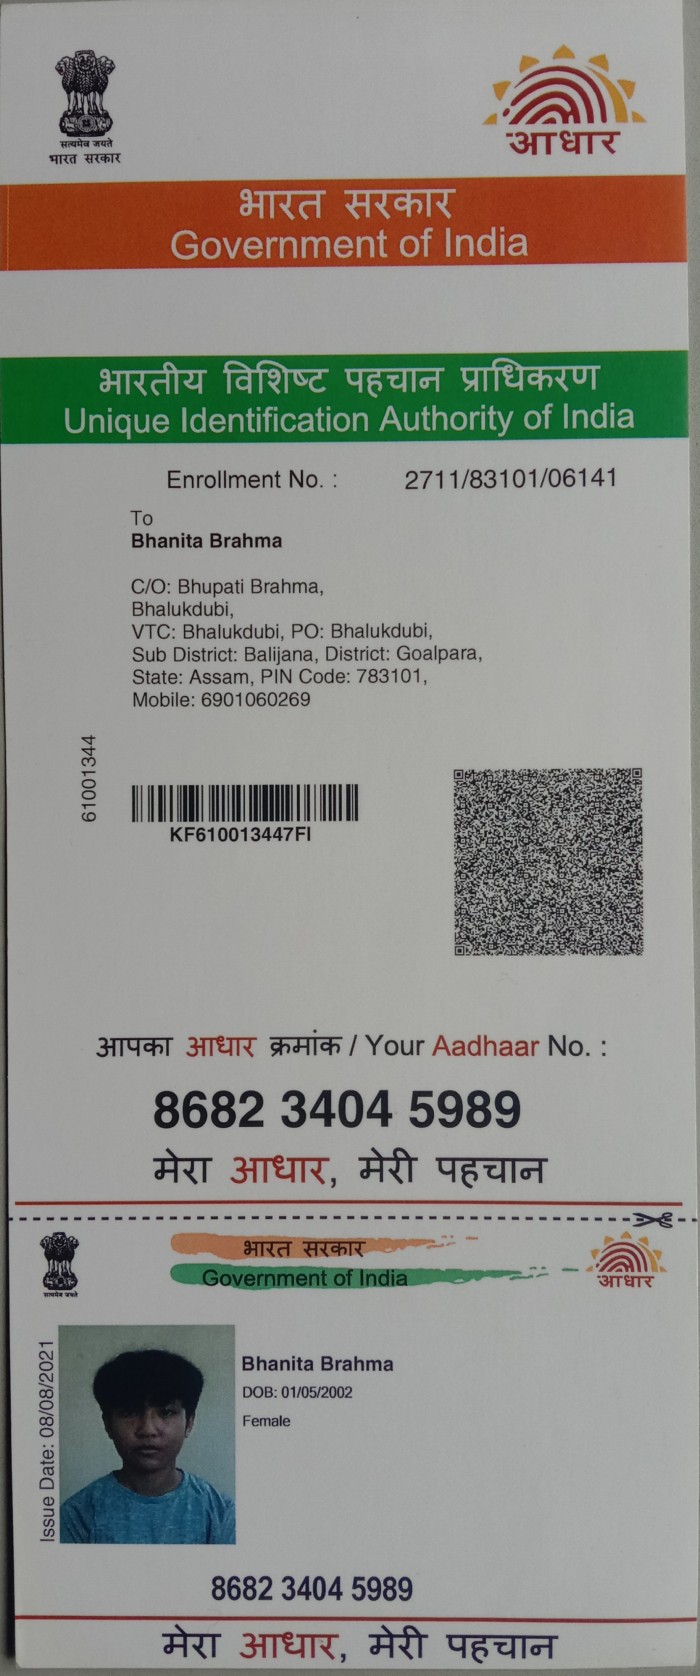 सत्यमेव जयते
भारत सरकार
आधार
भारत सरकार
Government of India
भारतीय विशिष्ट पहचान प्राधिकरण
Unique Identification Authority of India
Enrollment No. : 2711/83101/06141
To
Bhanita Brahma
C/O: Bhupati Brahma,
Bhalukdubi,
VTC: Bhalukdubi, PO: Bhalukdubi,
Sub District: Balijana, District: Goalpara,
State: Assam, PIN Code: 783101,
Mobile: 6901060269
61001344
KF610013447FI
आपका आधार क्रमांक / Your Aadhaar No. :
8682 3404 5989
मेरा आधार, मेरी पहचान
सत्यमेव जयते
भारत सरकार
Government of India
आधार
Issue Date: 08/08/2021
Bhanita Brahma
DOB: 01/05/2002
Female
8682 3404 5989
मेरा आधार, मेरी पहचान